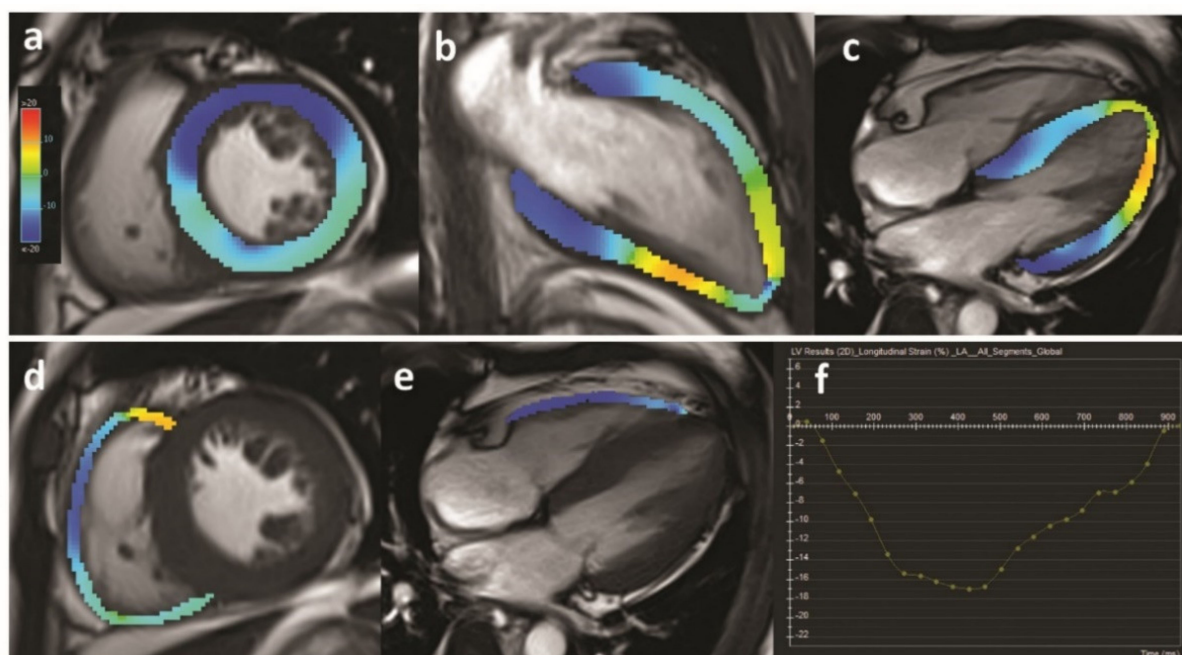 a
b
c
>20
10
0
-10
<-20
d
e
f
LV Results (2D)_Longitudinal Strain (%) _LA__All_Segments_Global
6
4
2
0
100 200 300 400 500 600 700 800 900
-2
-4
-6
-8
-10
-12
-14
-16
-18
-20
-22
Time (ms)